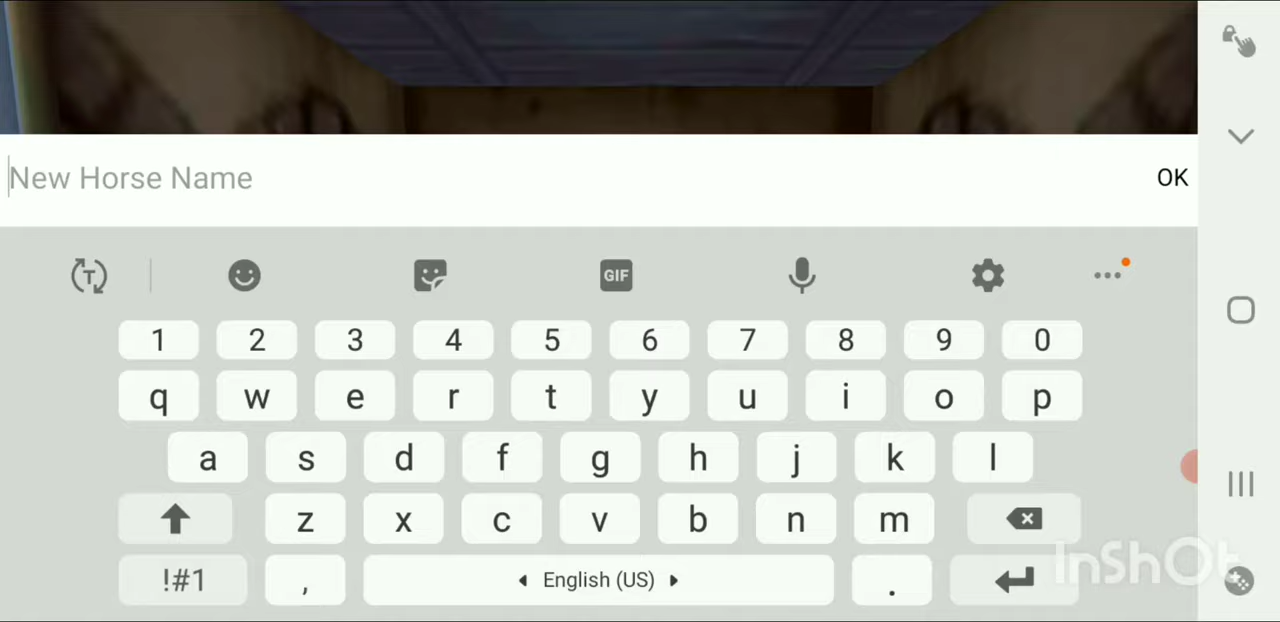 New Horse Name
OK
T
GIF
1 2 3 4 5 6 7 8 9 0
q w e r t y u i o p
a s d f g h j k l
z x c v b n m
!#1 , English (US) .
InShOt